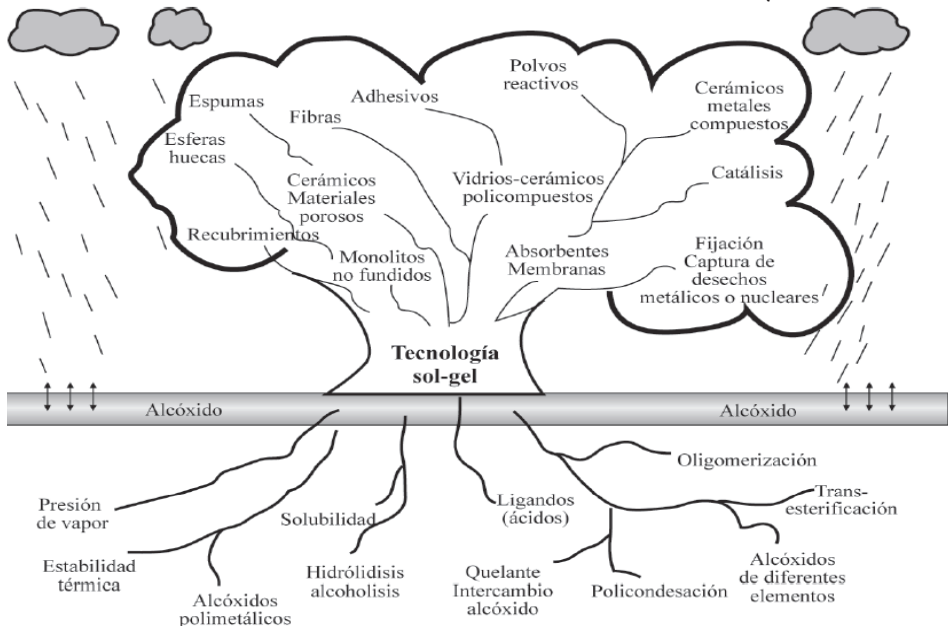 Espumas
Adhesivos
Polvos
reactivos
Cerámicos
metales
compuestos
Fibras
Esferas
huecas
Cerámicos
Materiales
porosos
Vidrios-cerámicos
policompuestos
Catálisis
Recubrimientos
Monolitos
no fundidos
Absorbentes
Membranas
Fijación
Captura de
desechos
metálicos o nucleares
Tecnología
sol-gel
Alcóxido
Alcóxido
Presión
de vapor
Solubilidad
Ligandos
(ácidos)
Oligomerización
Trans-
esterificación
Estabilidad
térmica
Alcóxidos
polimetálicos
Hidrólidisis
alcoholisis
Quelante
Intercambio
alcóxido
Policondesación
Alcóxidos
de diferentes
elementos